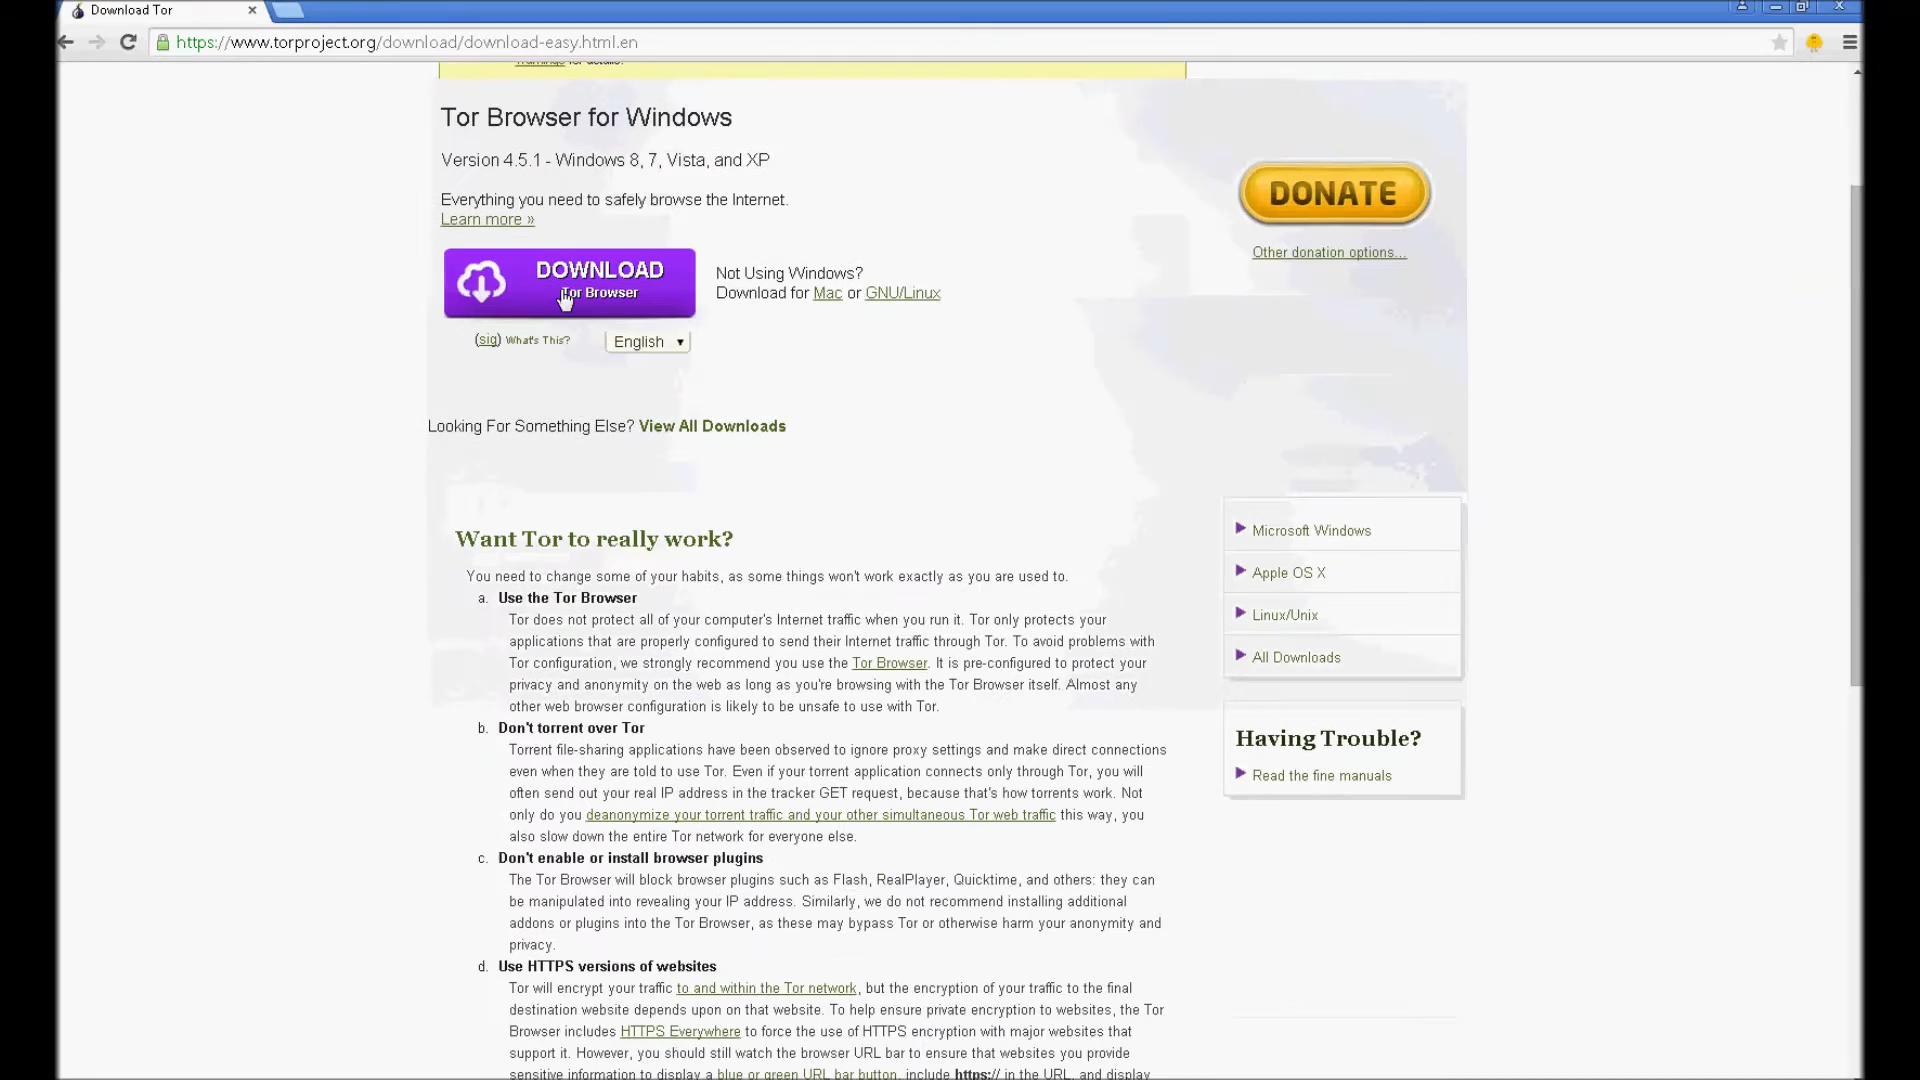 Download Tor
https://www.torproject.org/download/download-easy.html.en
Tor Browser for Windows
Version 4.5.1 - Windows 8, 7, Vista, and XP
Everything you need to safely browse the Internet.
Learn more »
DOWNLOAD
Tor Browser
Not Using Windows?
Download for Mac or GNU/Linux
(sig) What's This?
English
DONATE
Other donation options...
Looking For Something Else? View All Downloads
Want Tor to really work?
You need to change some of your habits, as some things won't work exactly as you are used to.
a. Use the Tor Browser
Tor does not protect all of your computer's Internet traffic when you run it. Tor only protects your
applications that are properly configured to send their Internet traffic through Tor. To avoid problems with
Tor configuration, we strongly recommend you use the Tor Browser. It is pre-configured to protect your
privacy and anonymity on the web as long as you're browsing with the Tor Browser itself. Almost any
other web browser configuration is likely to be unsafe to use with Tor.
b. Don't torrent over Tor
Torrent file-sharing applications have been observed to ignore proxy settings and make direct connections
even when they are told to use Tor. Even if your torrent application connects only through Tor, you will
often send out your real IP address in the tracker GET request, because that's how torrents work. Not
only do you deanonymize your torrent traffic and your other simultaneous Tor web traffic this way, you
also slow down the entire Tor network for everyone else.
c. Don't enable or install browser plugins
The Tor Browser will block browser plugins such as Flash, RealPlayer, Quicktime, and others: they can
be manipulated into revealing your IP address. Similarly, we do not recommend installing additional
addons or plugins into the Tor Browser, as these may bypass Tor or otherwise harm your anonymity and
privacy.
d. Use HTTPS versions of websites
Tor will encrypt your traffic to and within the Tor network, but the encryption of your traffic to the final
destination website depends upon on that website. To help ensure private encryption to websites, the Tor
Browser includes HTTPS Everywhere to force the use of HTTPS encryption with major websites that
support it. However, you should still watch the browser URL bar to ensure that websites you provide
sensitive information to display a blue or green URL bar button, include https:// in the URL, and display
Microsoft Windows
Apple OS X
Linux/Unix
All Downloads
Having Trouble?
Read the fine manuals